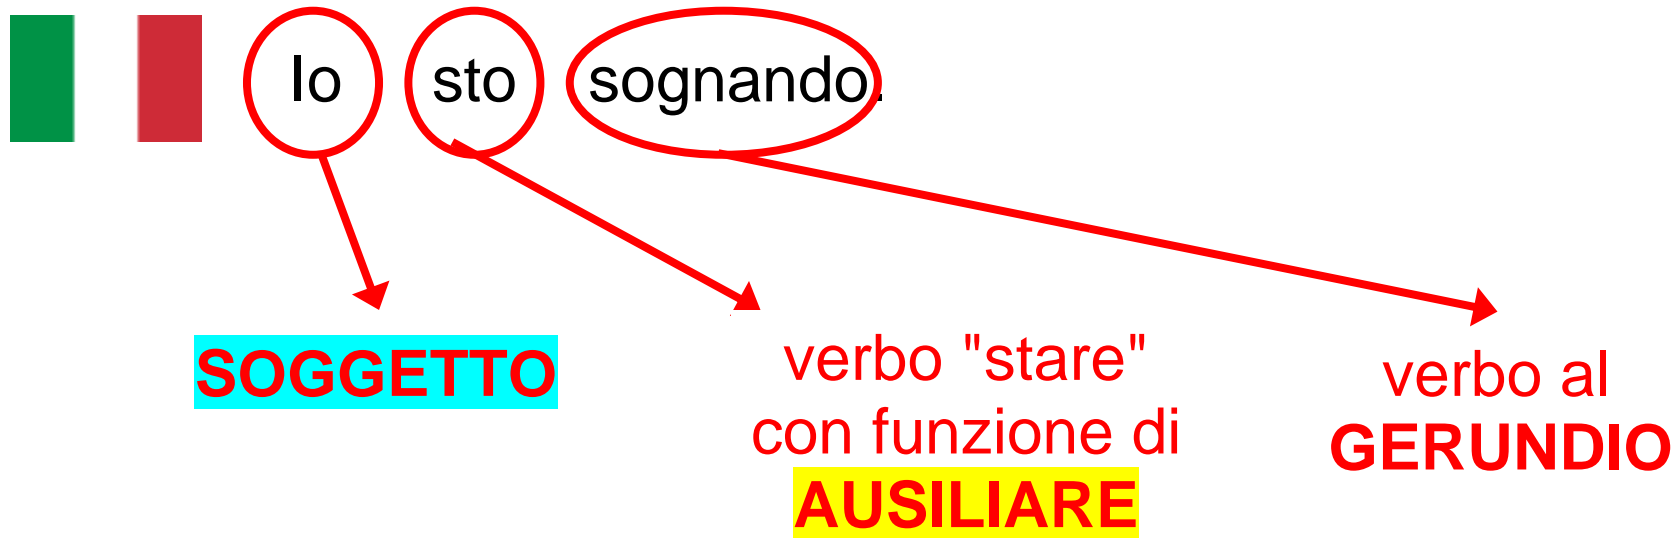 Io sto sognando.
SOGGETTO
verbo "stare"
con funzione di
AUSILIARE
verbo al
GERUNDIO